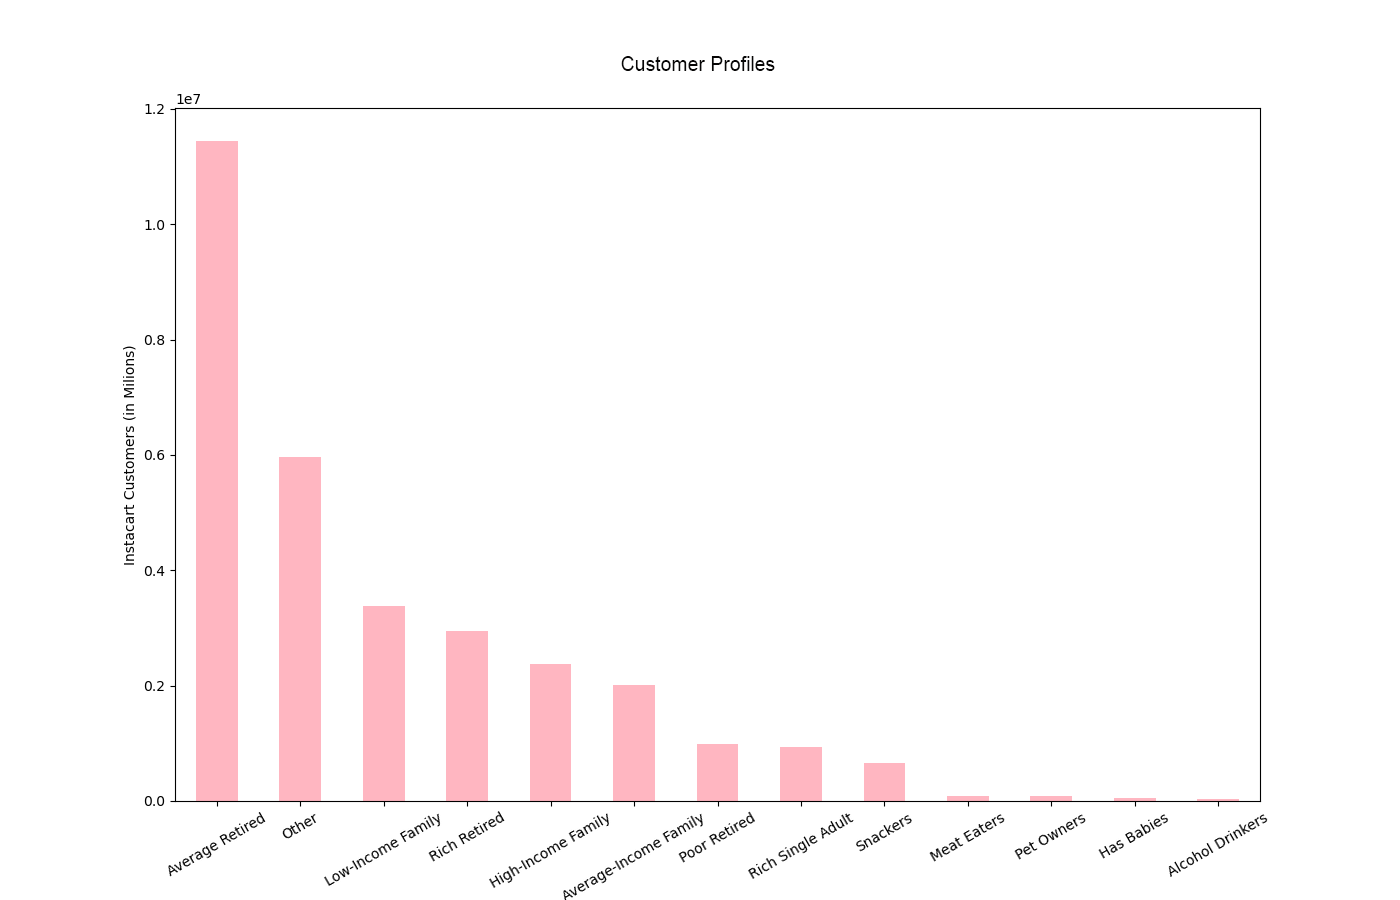 Customer Profiles
1e7
1.2
1.0
0.8
0.6
0.4
0.2
0.0
Instacart Customers (in Milions)
Average Retired
Other
Low-Income Family
Rich Retired
High-Income Family
Average-Income Family
Poor Retired
Rich Single Adult
Snackers
Meat Eaters
Pet Owners
Has Babies
Alcohol Drinkers